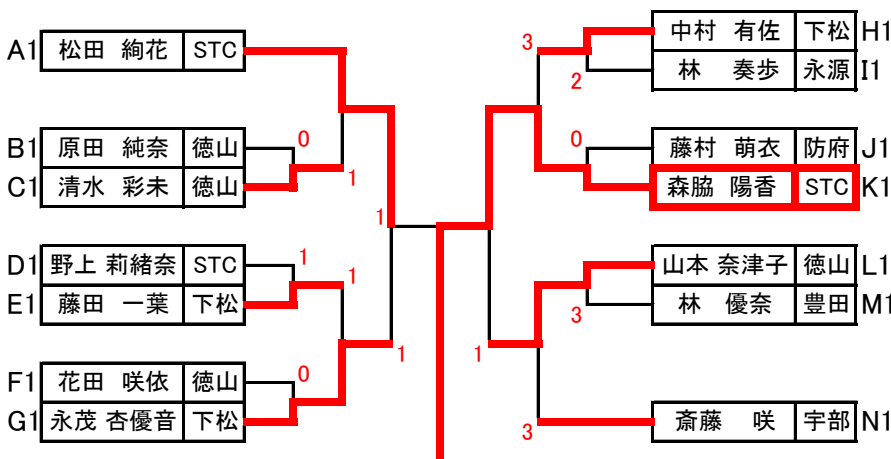 A1 松田 絢花 STC
B1 原田 純奈 徳山
0
C1 清水 彩未 徳山
1
1
D1 野上 莉緒奈 STC
1
1
E1 藤田 一葉 下松
1
F1 花田 咲依 徳山
0
G1 永茂 杏優音 下松
3
中村 有佐 下松 H1
2
林 奏歩 永源 I1
0
藤村 萌衣 防府 J1
森脇 陽香 STC K1
山本 奈津子 徳山 L1
3
林 優奈 豊田 M1
1
3
斎藤 咲 宇部 N1